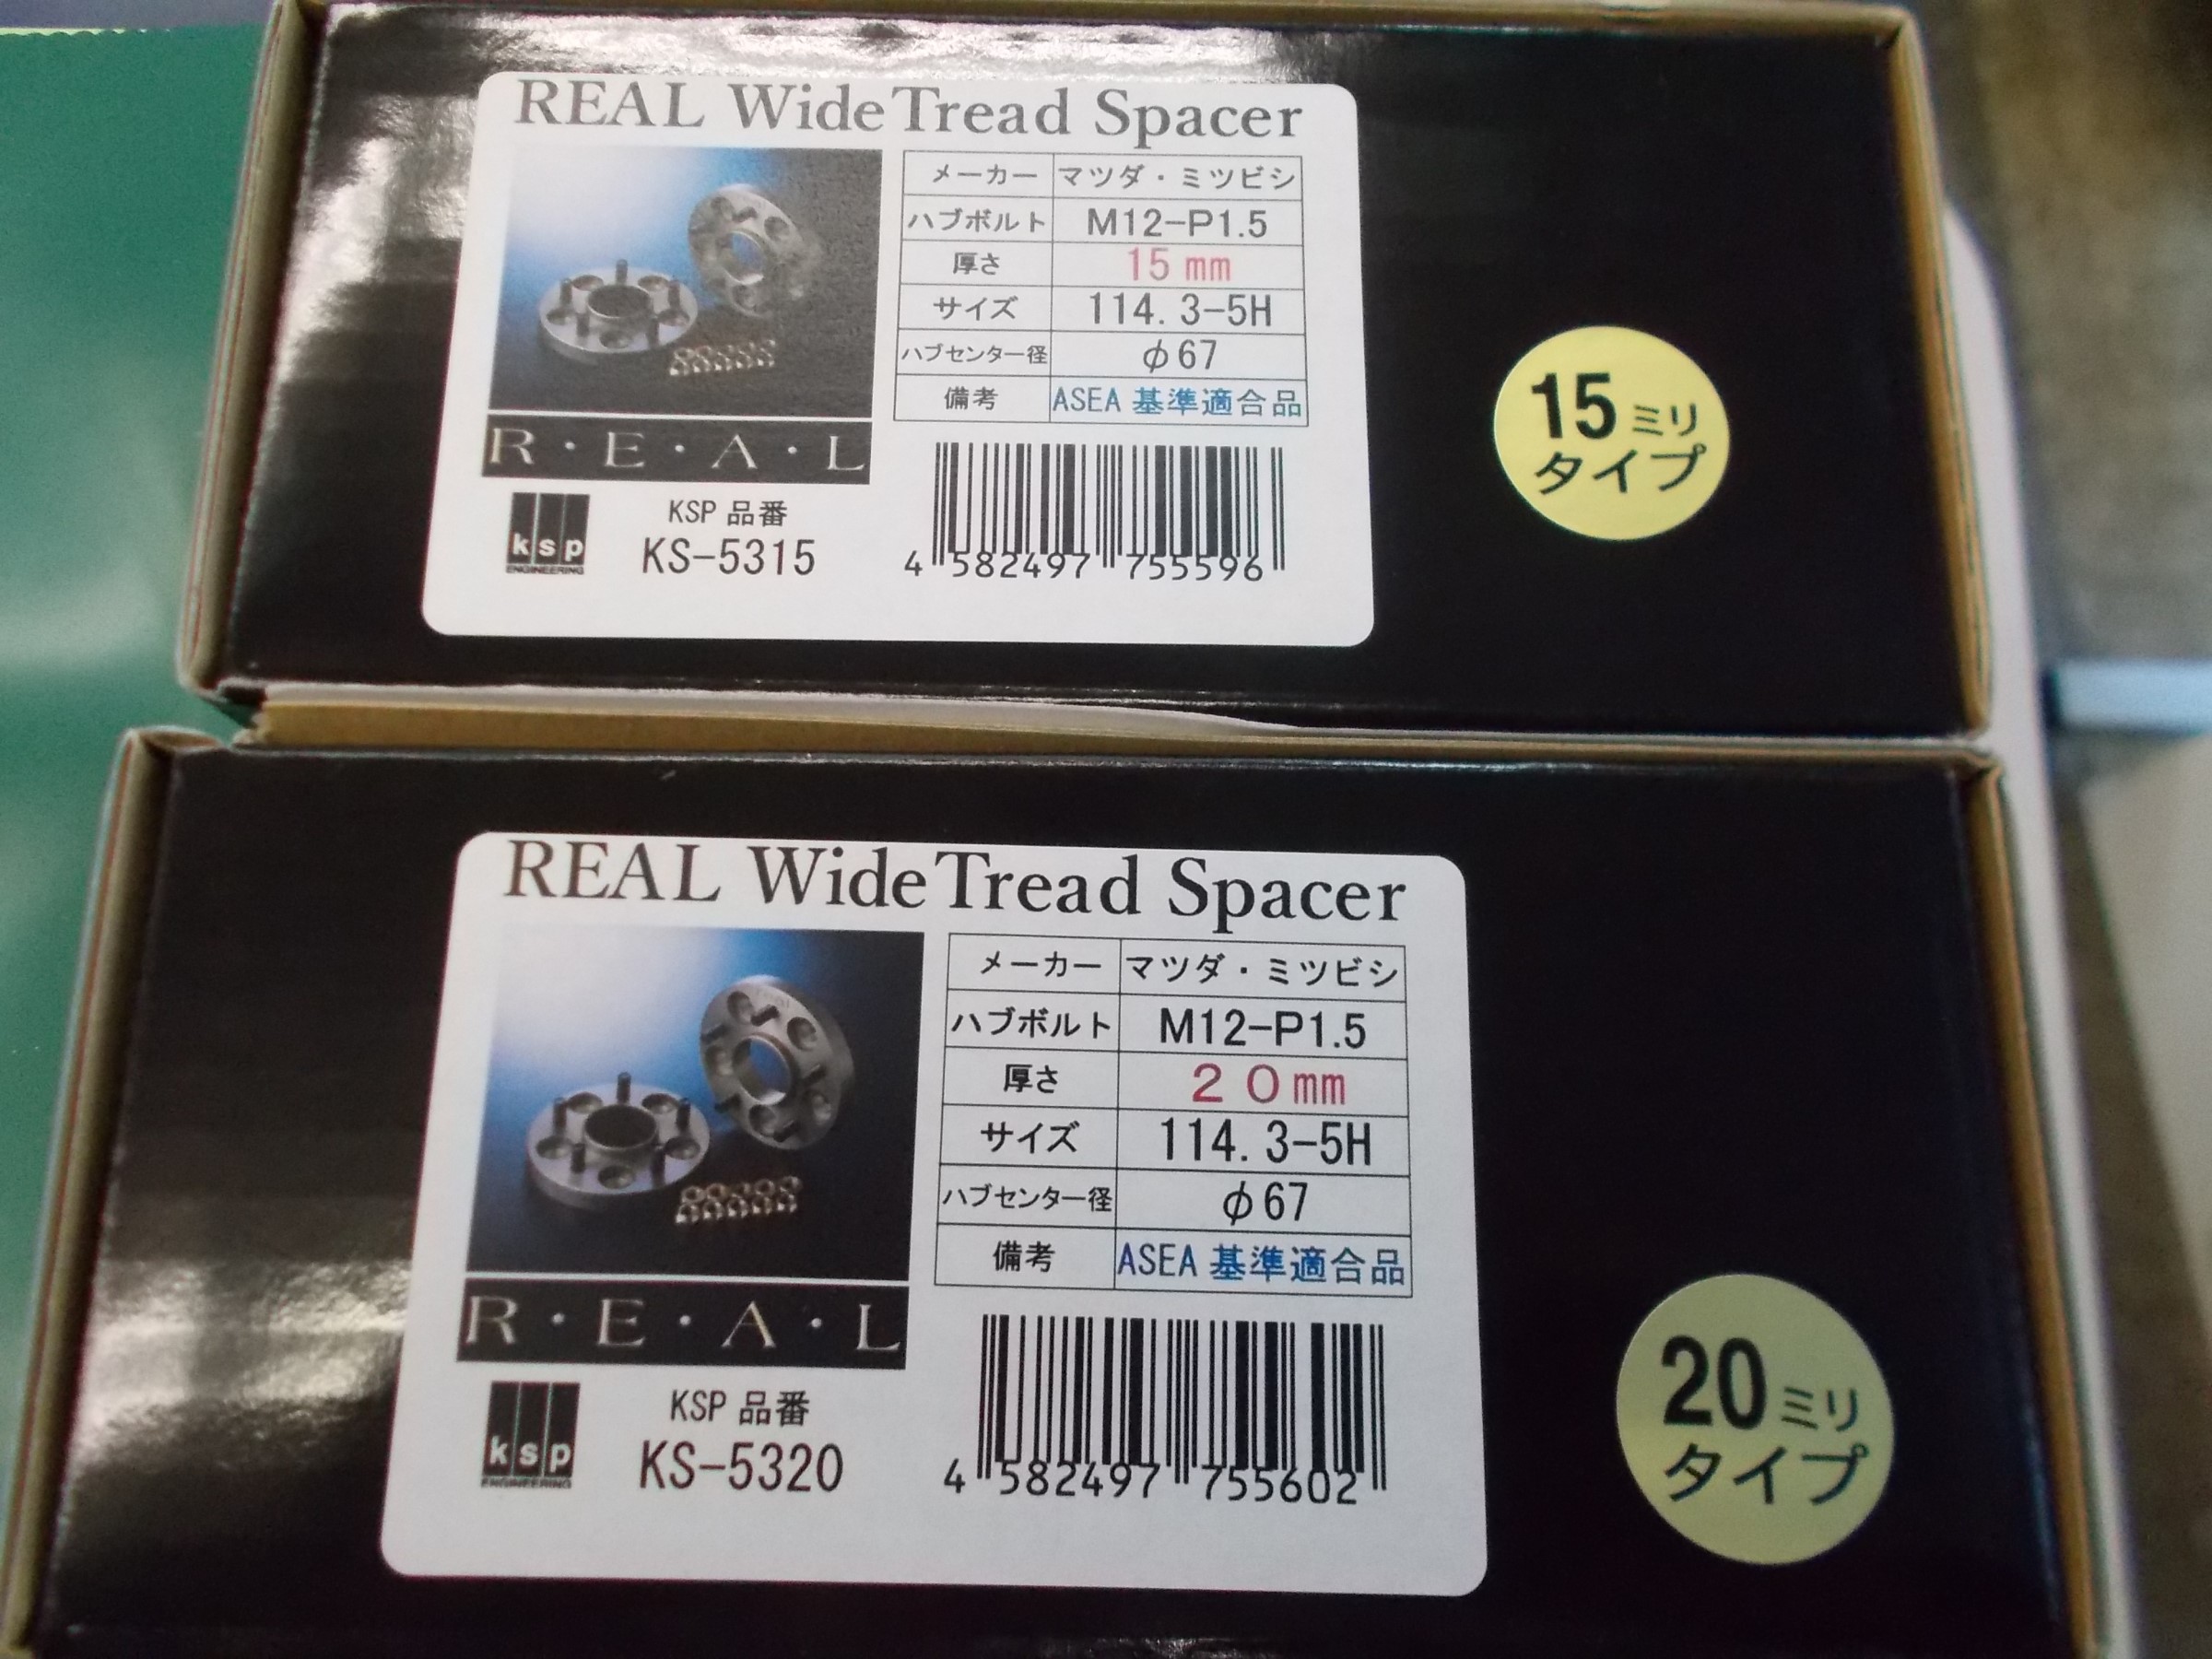 REAL Wide Tread Spacer
メーカー マツダ・ミツビシ
ハブボルト M12-P1.5
厚さ 15mm
サイズ 114.3-5H
ハブセンター径 φ67
備考 ASEA 基準適合品
R・E・A・L
ksp
ENGINEERING
KSP 品番
KS-5315
4 582497 755596
15ミリ
タイプ
REAL Wide Tread Spacer
メーカー マツダ・ミツビシ
ハブボルト M12-P1.5
厚さ 20mm
サイズ 114.3-5H
ハブセンター径 φ67
備考 ASEA 基準適合品
R・E・A・L
ksp
ENGINEERING
KSP 品番
KS-5320
4 582497 755602
20ミリ
タイプ